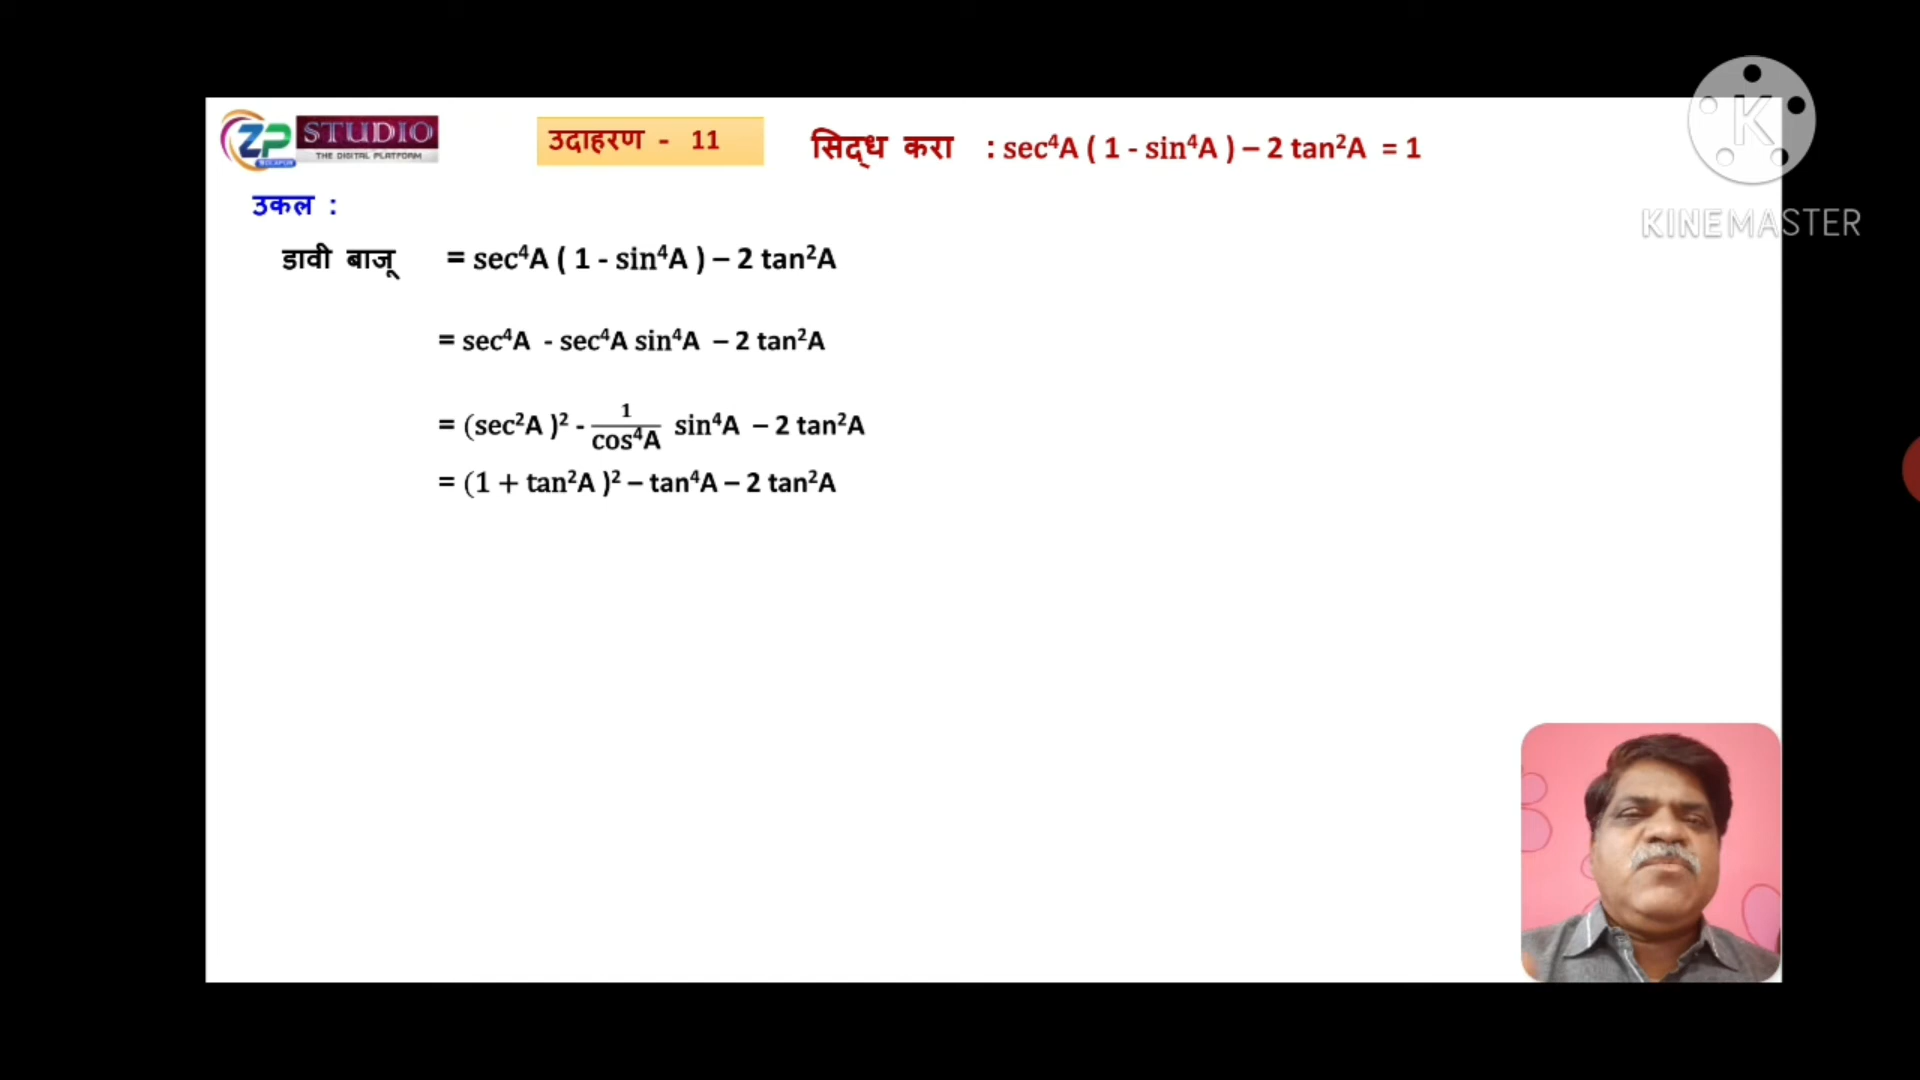 ZP STUDIO
THE DIGITAL PLATFORM
SOLAPUR
उदाहरण - 11
सिद्ध करा : sec⁴A ( 1 - sin⁴A ) – 2 tan²A = 1
उकल :
डावी बाजू = sec⁴A ( 1 - sin⁴A ) – 2 tan²A
= sec⁴A - sec⁴A sin⁴A – 2 tan²A
= (sec²A )² - 1/cos⁴A sin⁴A – 2 tan²A
= (1 + tan²A )² – tan⁴A – 2 tan²A
K
KINEMASTER